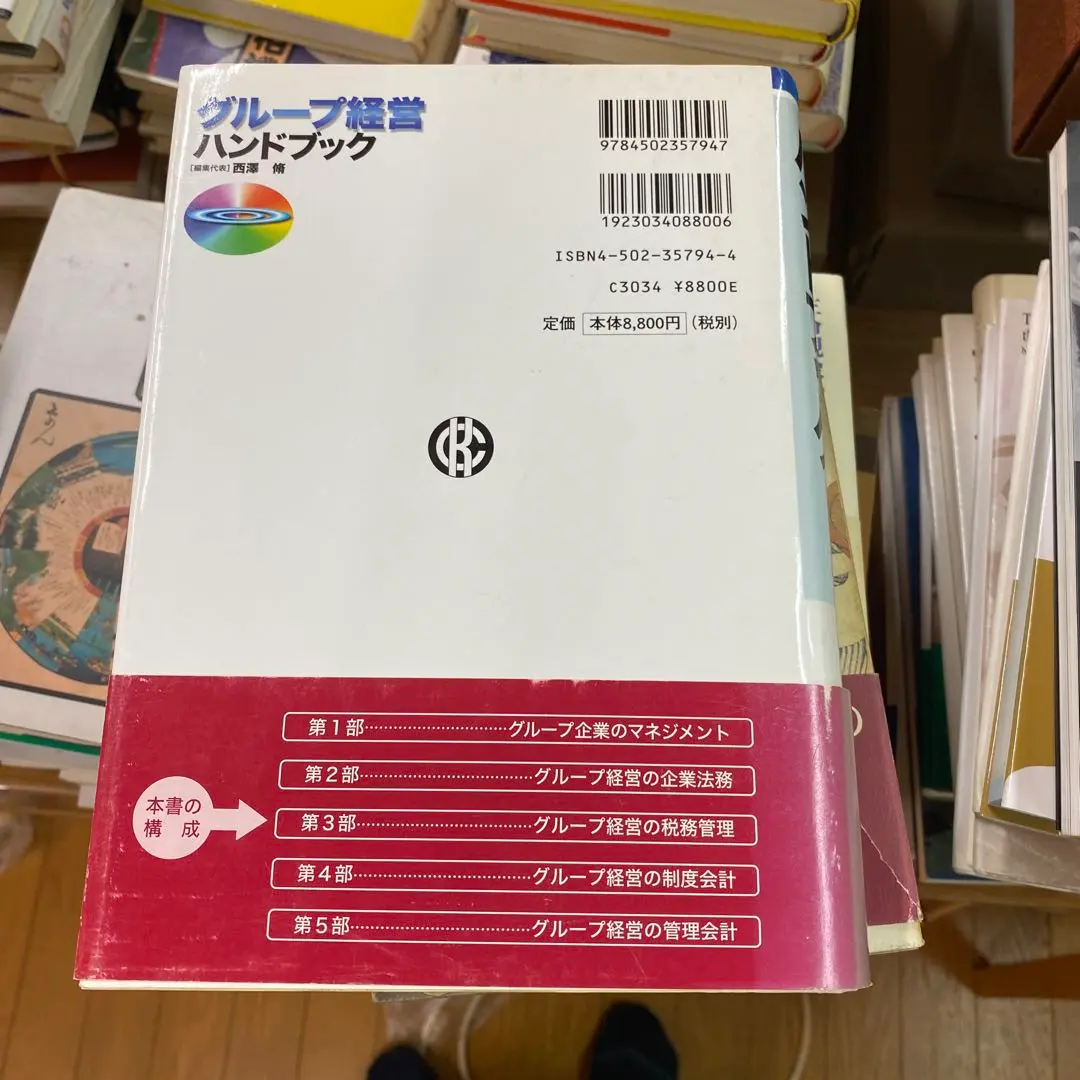 グループ経営
ハンドブック
[編集代表] 西澤 脩
9784502357947
1923034088006
ISBN4-502-35794-4
C3034 ¥8800E
定価 本体8,800円 (税別)
本書の
構 成
第1部……………………………グループ企業のマネジメント
第2部……………………………グループ経営の企業法務
第3部……………………………グループ経営の税務管理
第4部……………………………グループ経営の制度会計
第5部……………………………グループ経営の管理会計